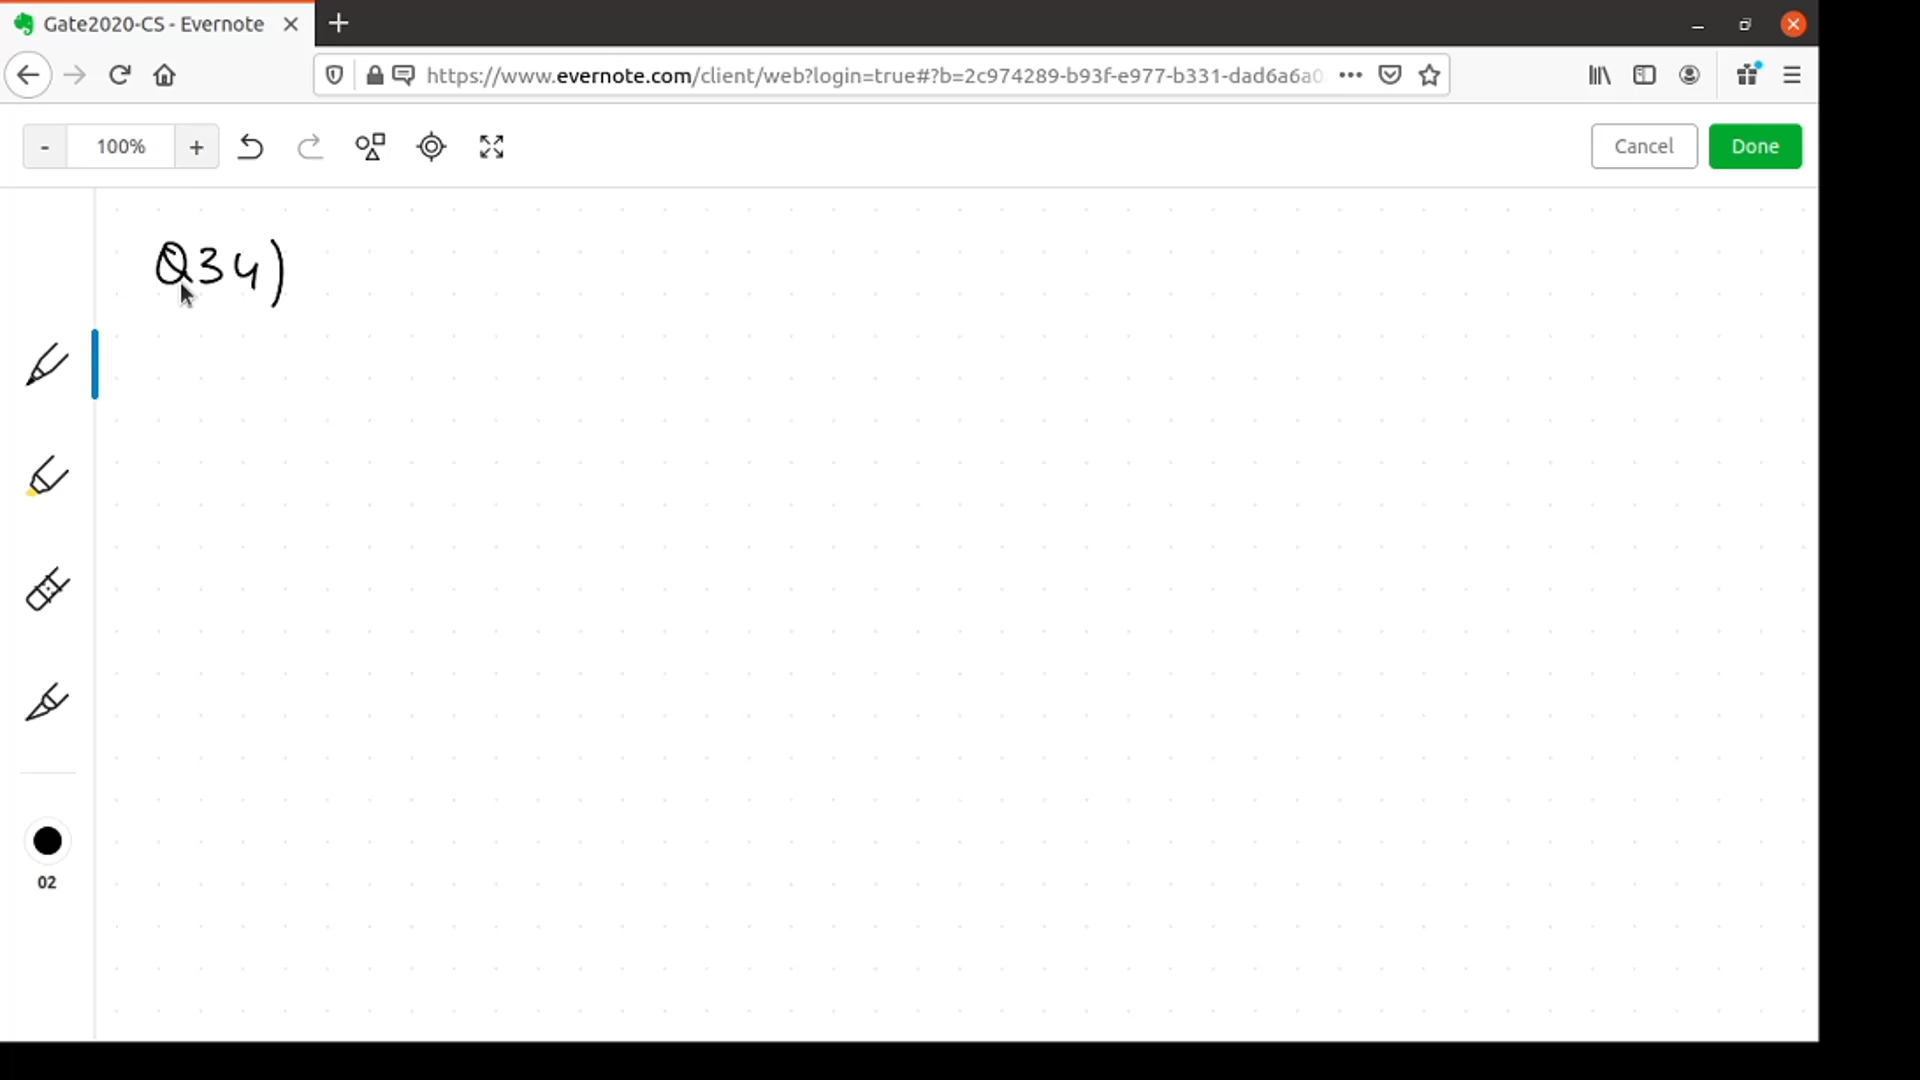 Gate2020-CS - Evernote
https://www.evernote.com/client/web?login=true#?b=2c974289-b93f-e977-b331-dad6a6a0
- 100% +
Cancel
Done
Q34)
02